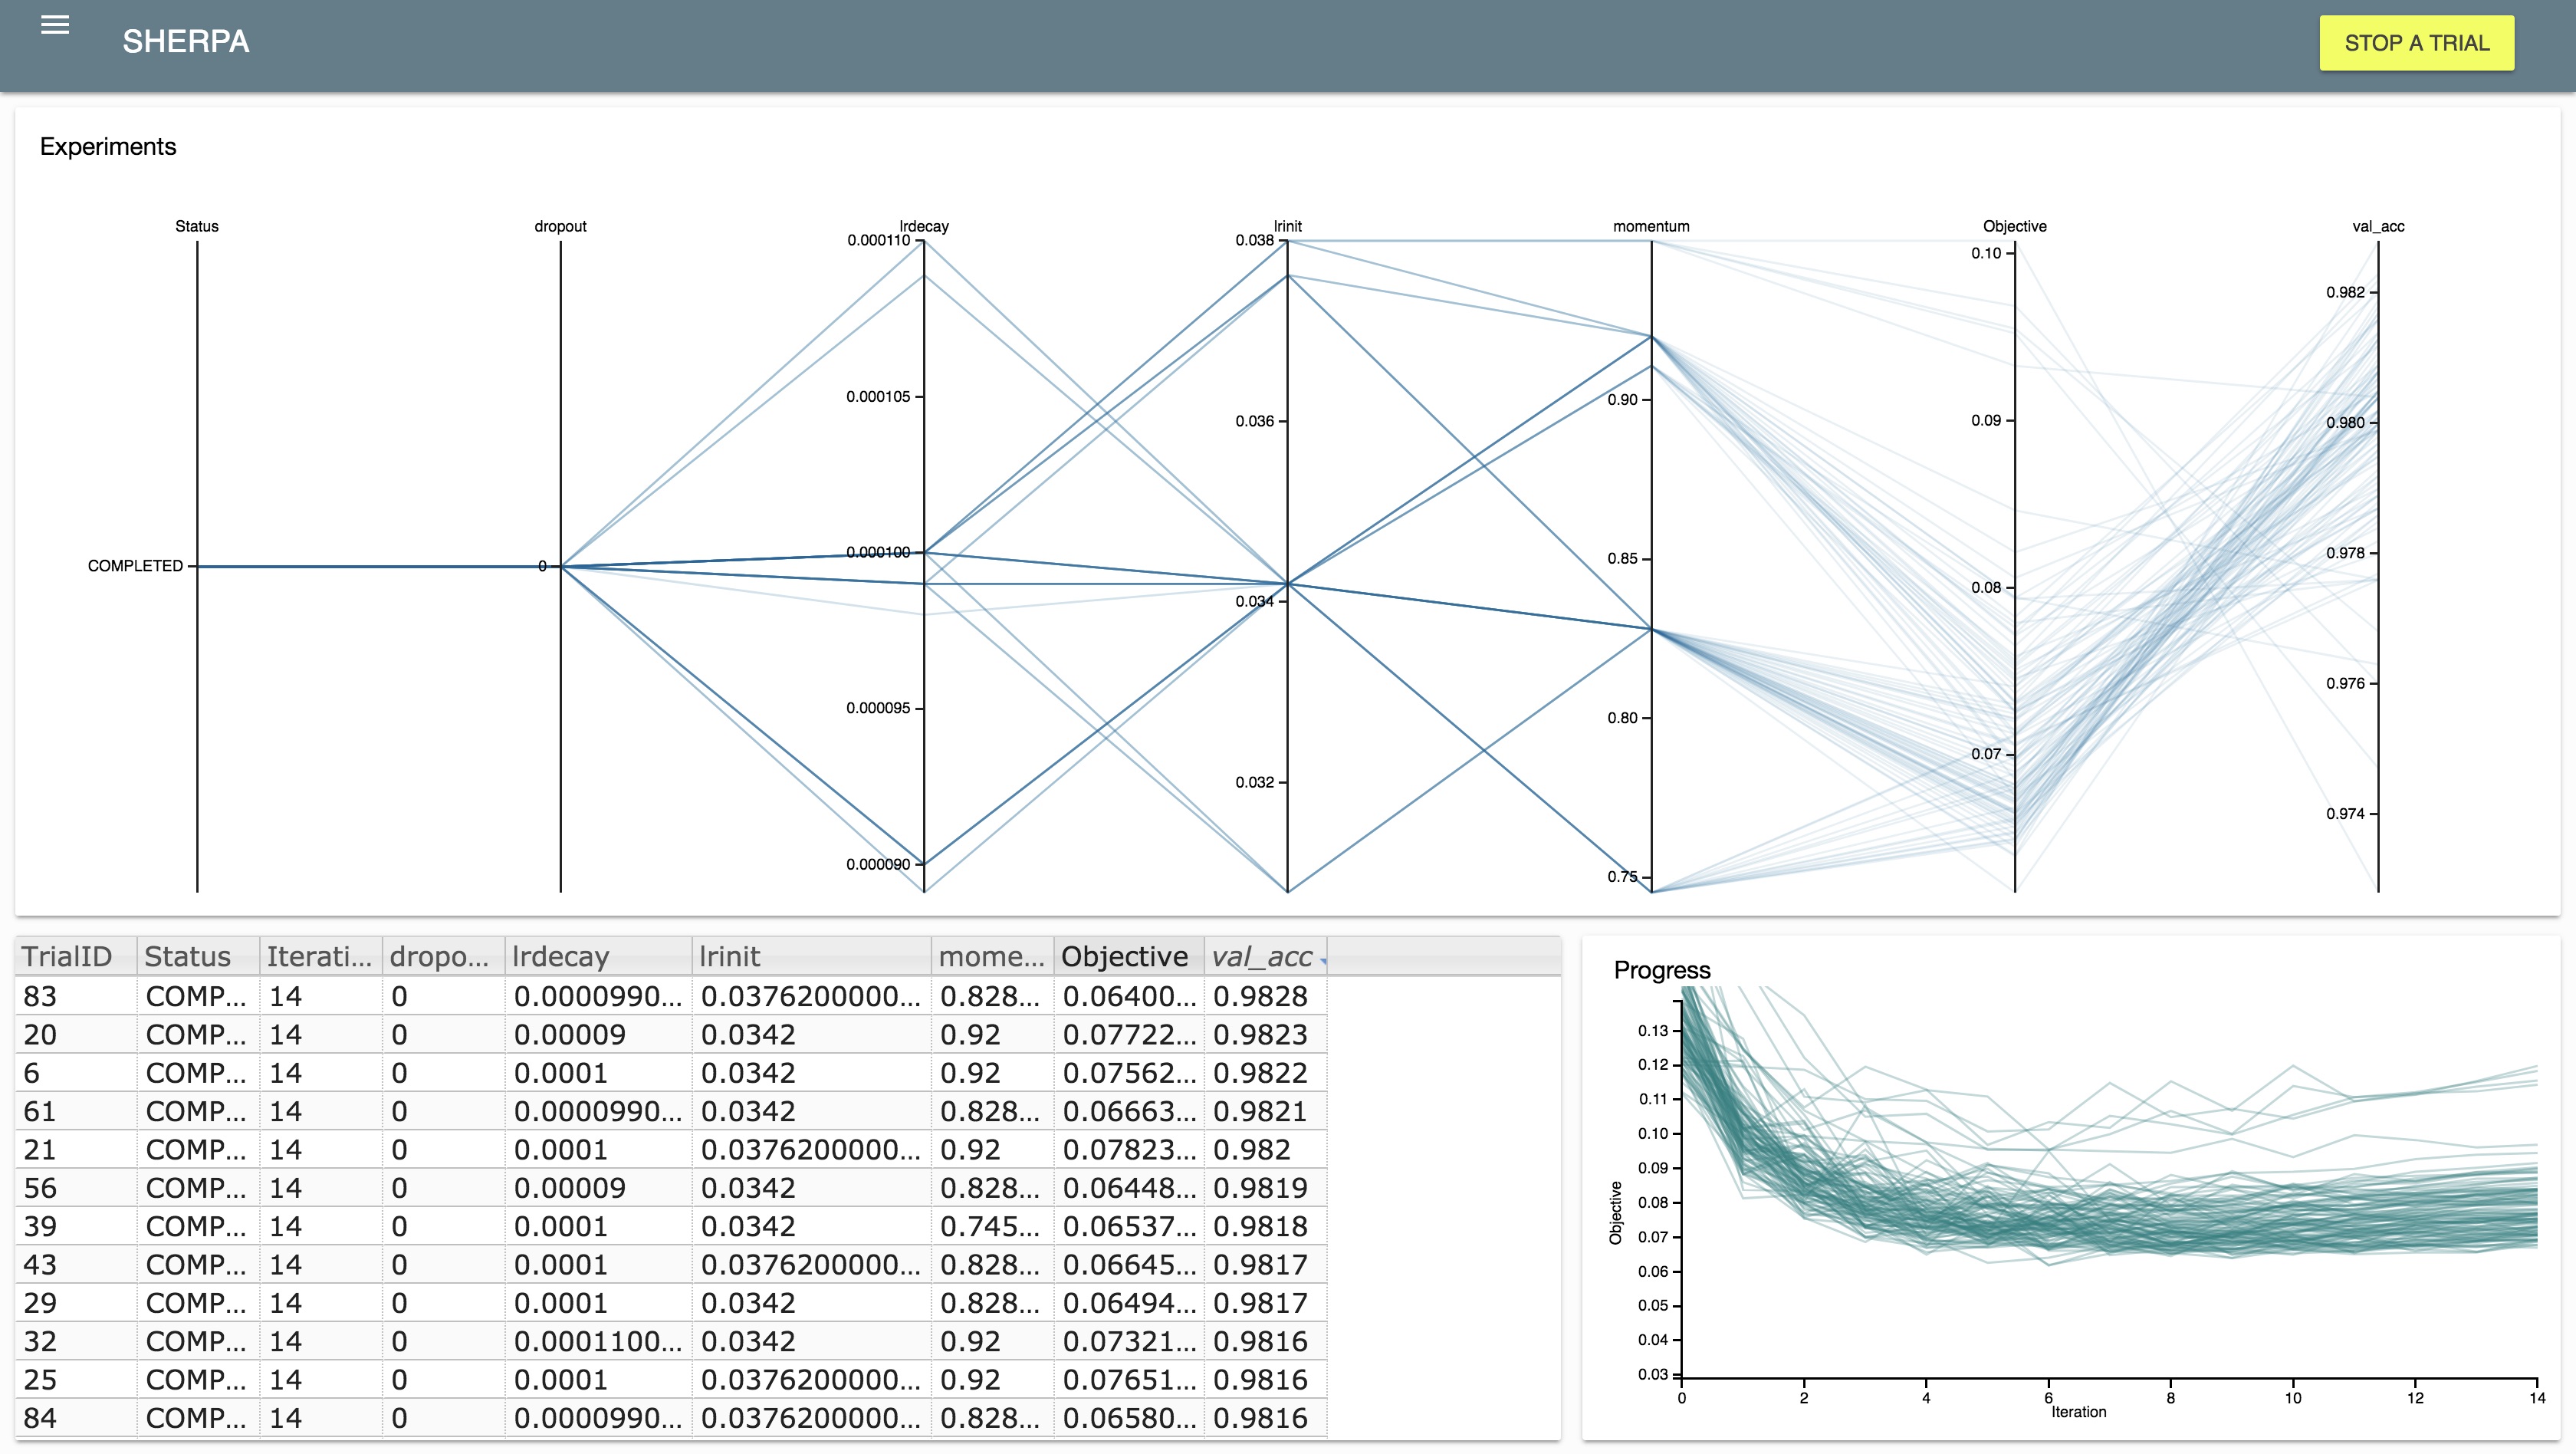 SHERPA
STOP A TRIAL
Experiments
Status dropout lrdecay lrinit momentum Objective val_acc
COMPLETED
0
0.000110
0.000105
0.000100
0.000095
0.000090
0.038
0.036
0.034
0.032
0.90
0.85
0.80
0.75
0.10
0.09
0.08
0.07
0.982
0.980
0.978
0.976
0.974
TrialID Status Iterati... dropo... lrdecay lrinit mome... Objective val_acc
83 COMP... 14 0 0.0000990... 0.0376200000... 0.828... 0.06400... 0.9828
20 COMP... 14 0 0.00009 0.0342 0.92 0.07722... 0.9823
6 COMP... 14 0 0.0001 0.0342 0.92 0.07562... 0.9822
61 COMP... 14 0 0.0000990... 0.0342 0.828... 0.06663... 0.9821
21 COMP... 14 0 0.0001 0.0376200000... 0.92 0.07823... 0.982
56 COMP... 14 0 0.00009 0.0342 0.828... 0.06448... 0.9819
39 COMP... 14 0 0.0001 0.0342 0.745... 0.06537... 0.9818
43 COMP... 14 0 0.0001 0.0376200000... 0.828... 0.06645... 0.9817
29 COMP... 14 0 0.0001 0.0342 0.828... 0.06494... 0.9817
32 COMP... 14 0 0.0001100... 0.0342 0.92 0.07321... 0.9816
25 COMP... 14 0 0.0001 0.0376200000... 0.92 0.07651... 0.9816
84 COMP... 14 0 0.0000990... 0.0376200000... 0.828... 0.06580... 0.9816
Progress
0.13
0.12
0.11
0.10
0.09
0.08
0.07
0.06
0.05
0.04
0.03
Objective
0 2 4 6 8 10 12 14
Iteration